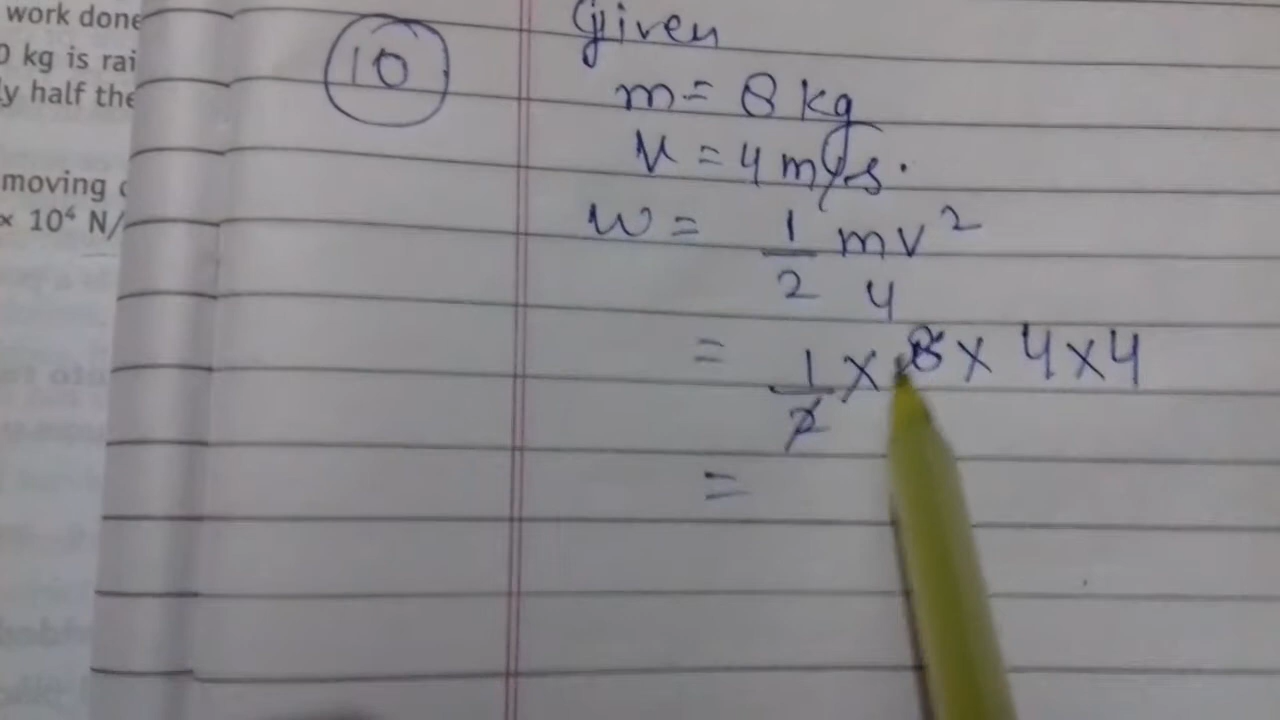 work done
0 kg is rai
ly half the
moving
× 10⁴ N/
10
Given
m = 8 kg
u = 4 m/s.
W = 1/2 mv²
4
= 1/2 × 8 × 4 × 4
=